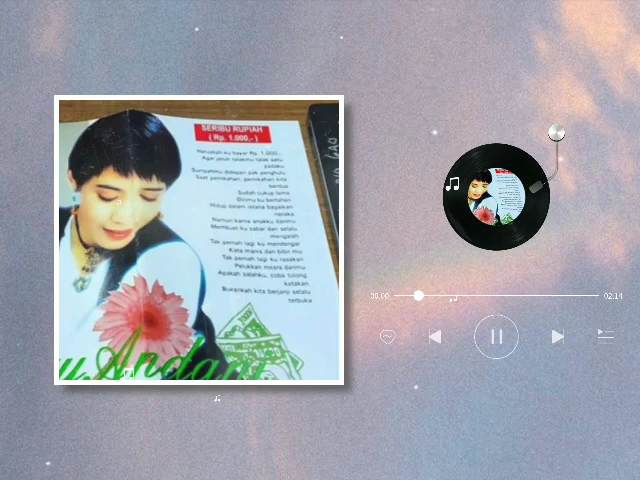 SERIBU RUPIAH
( Rp. 1.000,- )
Haruskah ku bayar Rp. 1.000,-
Agar jatuh talakmu talak satu
padaku
Sumpahmu didepan pak penghulu
Saat pernikahan, pernikahan kita
berdua
Sudah cukup lama
Dirimu ku bertahan
Hidup dalam istana bagaikan
neraka
Namun karna anakku darimu
Membuat ku sabar dan selalu
mengalah
Tak pernah lagi ku mendengar
Kata manis dari bibir mu
Tak pernah lagi ku rasakan
Pelukkan mesra darimu
Apakah salahku, coba tolong
katakan
Bukankah kita berjanji selalu
terbuka
y Andani
00:00
02:14